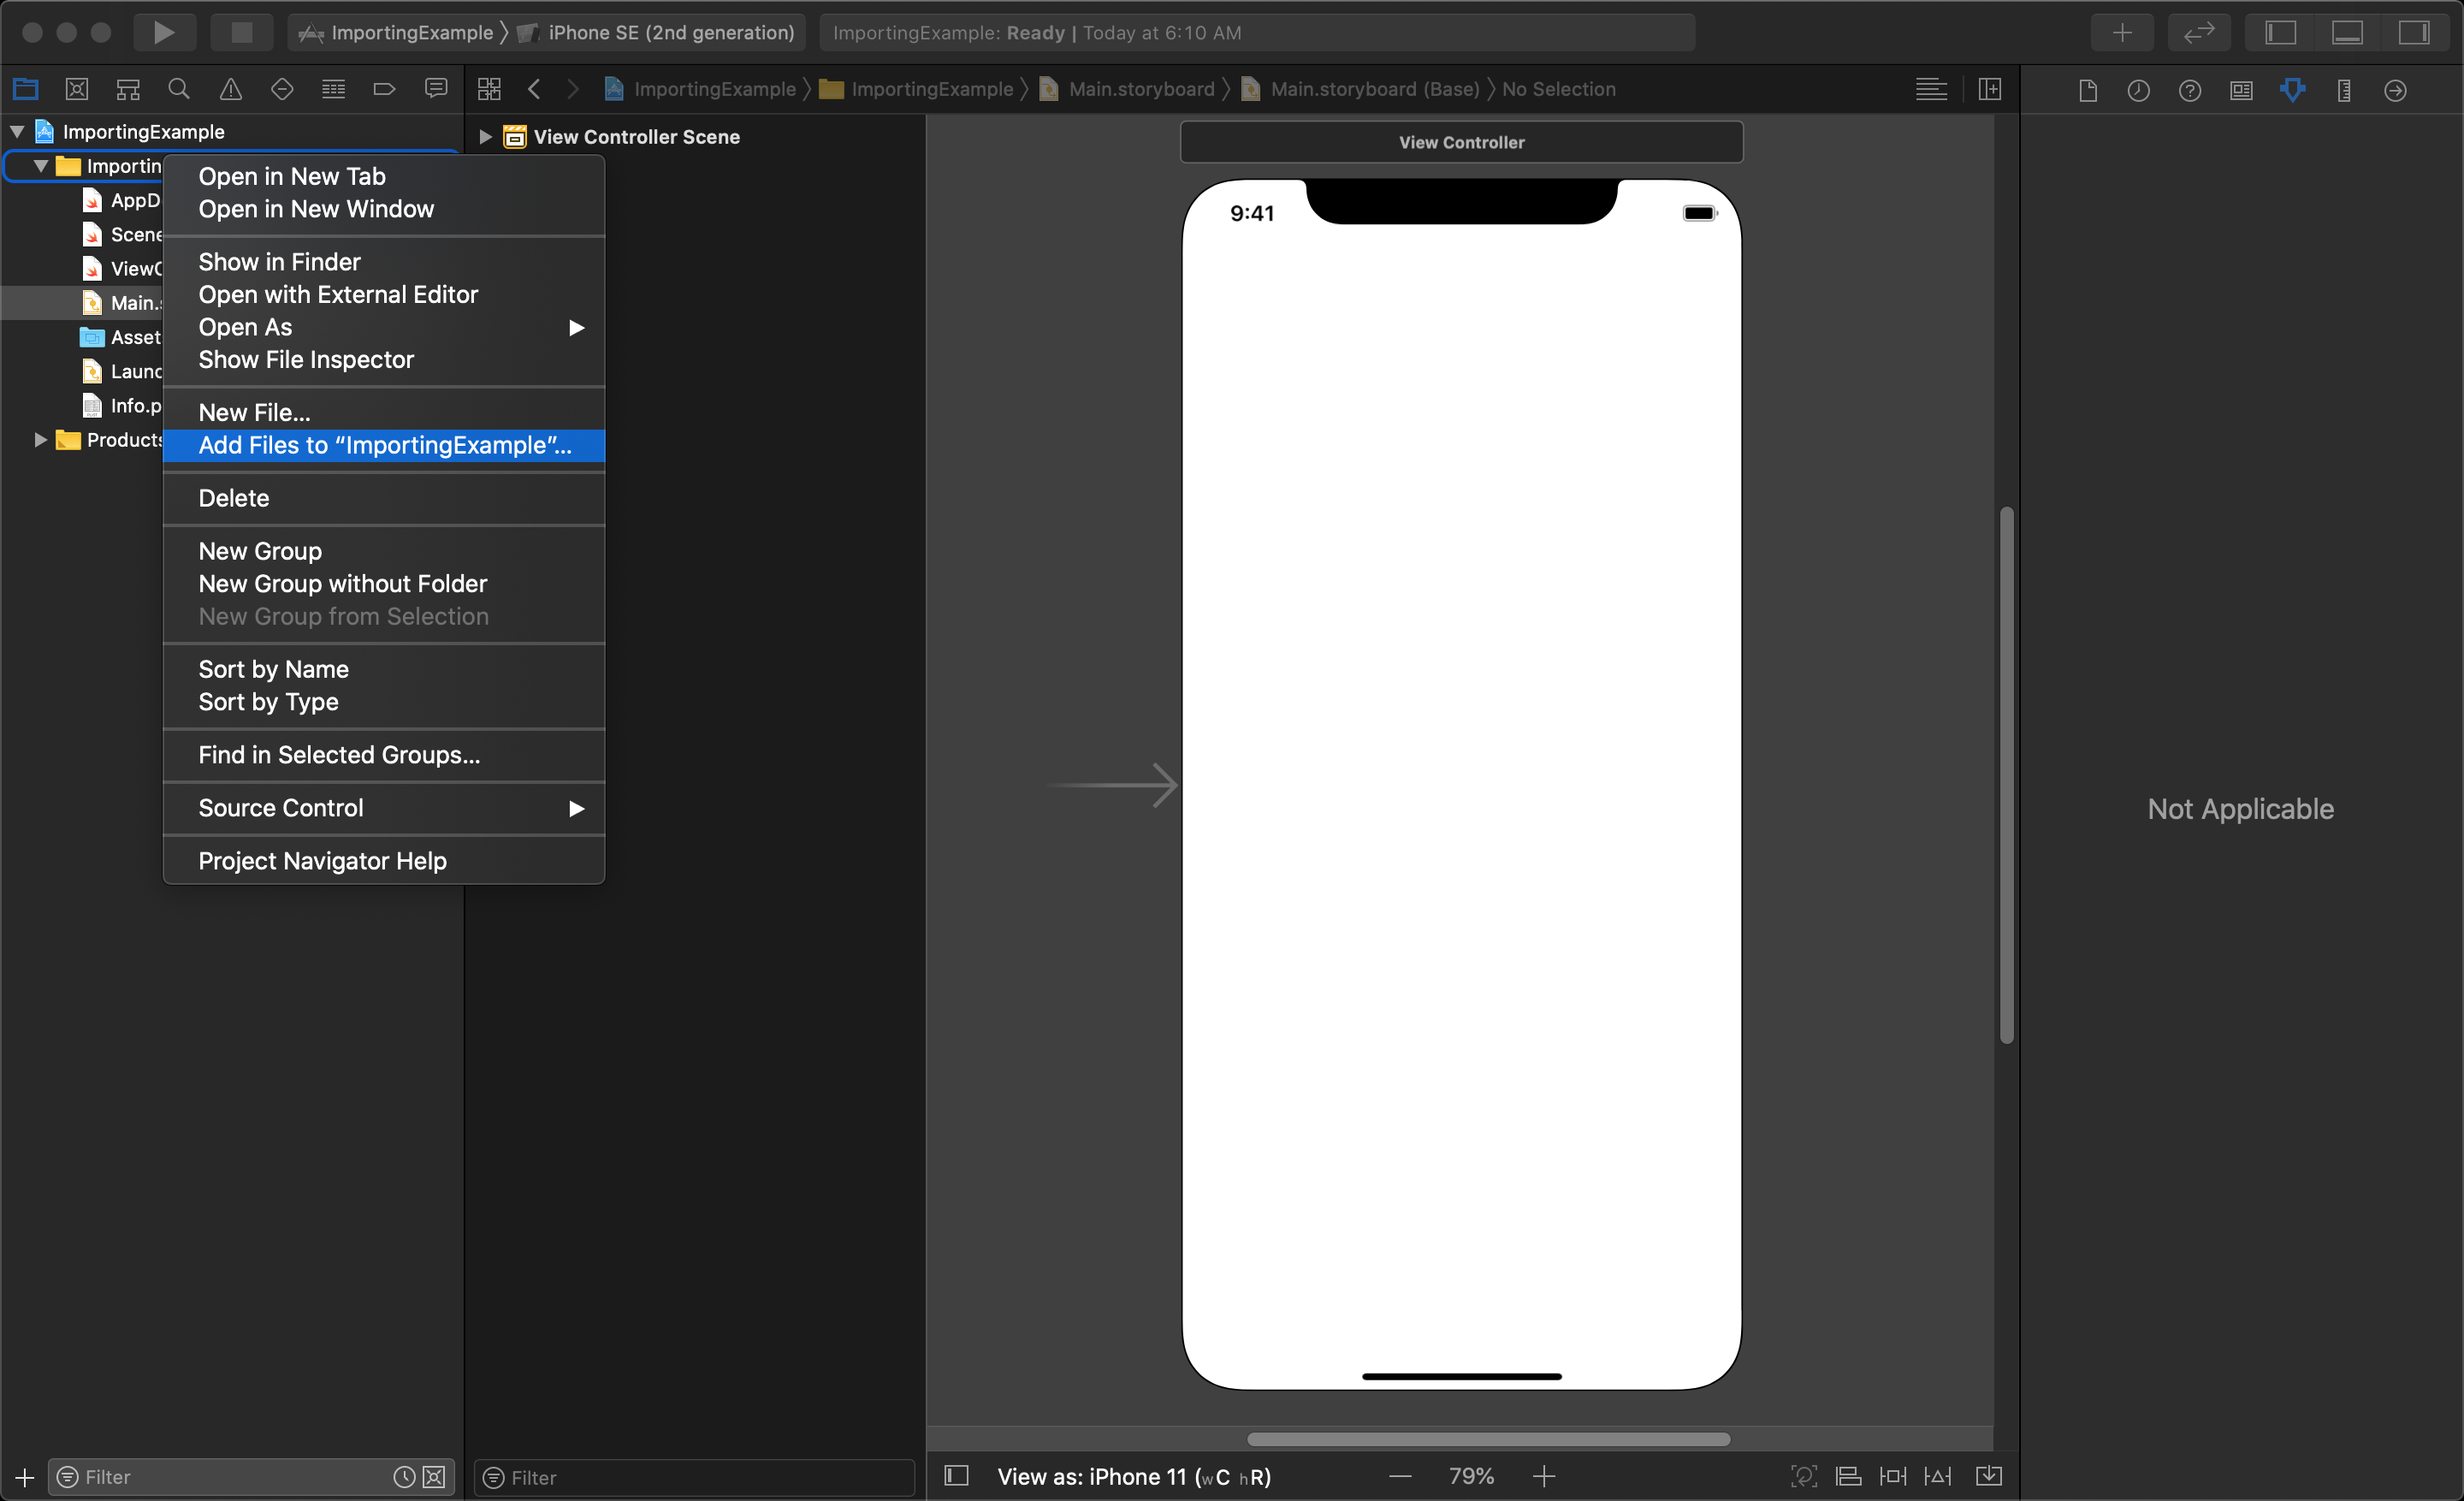 ImportingExample 〉 iPhone SE (2nd generation)
ImportingExample: Ready | Today at 6:10 AM
ImportingExample 〉 ImportingExample 〉 Main.storyboard 〉 Main.storyboard (Base) 〉 No Selection
ImportingExample
Importin
AppD
Scene
ViewC
Main.s
Asset
Launc
Info.p
Products
Open in New Tab
Open in New Window
Show in Finder
Open with External Editor
Open As
Show File Inspector
New File...
Add Files to “ImportingExample”...
Delete
New Group
New Group without Folder
New Group from Selection
Sort by Name
Sort by Type
Find in Selected Groups...
Source Control
Project Navigator Help
View Controller Scene
View Controller
9:41
Not Applicable
Filter
Filter
View as: iPhone 11 (wC hR)
79%